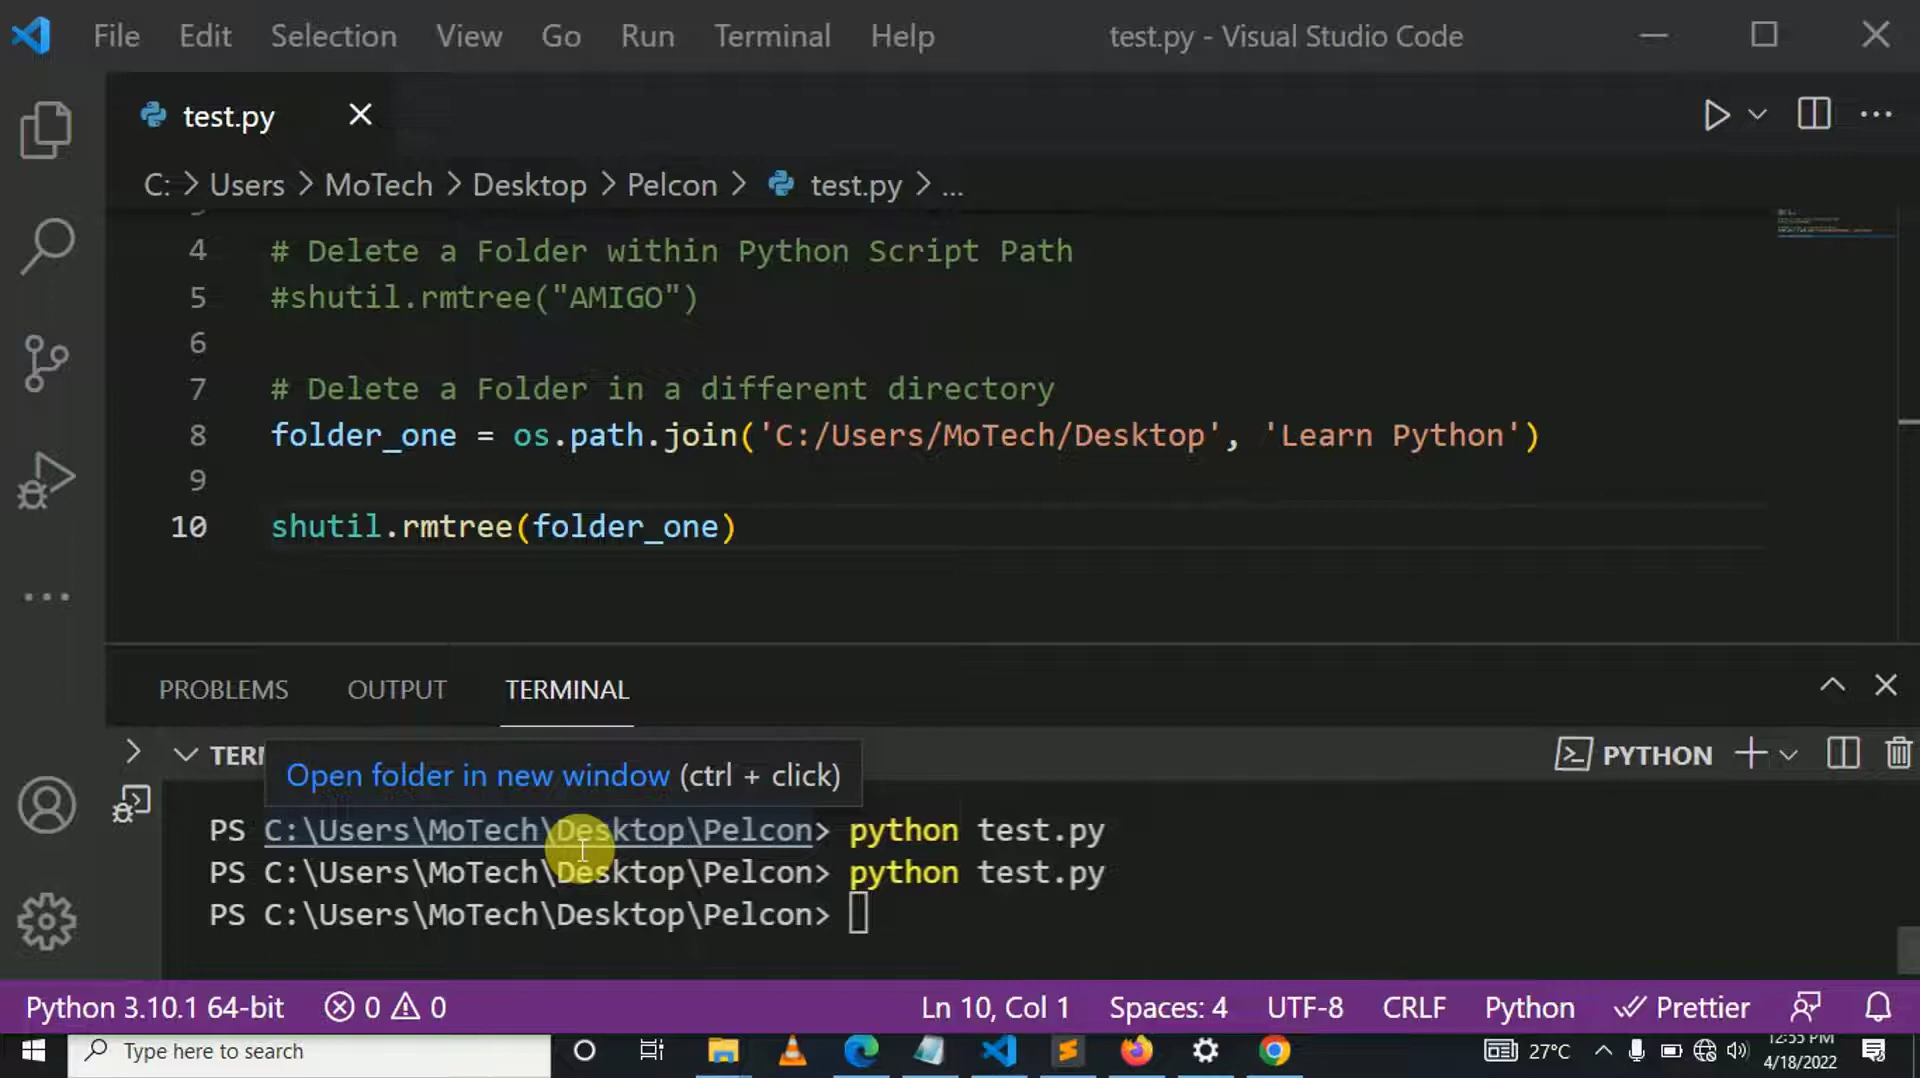 File Edit Selection View Go Run Terminal Help test.py - Visual Studio Code
test.py
C: > Users > MoTech > Desktop > Pelcon > test.py > ...
4 # Delete a Folder within Python Script Path
5 #shutil.rmtree("AMIGO")
6
7 # Delete a Folder in a different directory
8 folder_one = os.path.join('C:/Users/MoTech/Desktop', 'Learn Python')
9
10 shutil.rmtree(folder_one)
PROBLEMS OUTPUT TERMINAL
TER PYTHON
Open folder in new window (ctrl + click)
PS C:\Users\MoTech\Desktop\Pelcon> python test.py
PS C:\Users\MoTech\Desktop\Pelcon> python test.py
PS C:\Users\MoTech\Desktop\Pelcon>
Python 3.10.1 64-bit 0 0 Ln 10, Col 1 Spaces: 4 UTF-8 CRLF Python Prettier
Type here to search 27°C 12:55 PM
4/18/2022